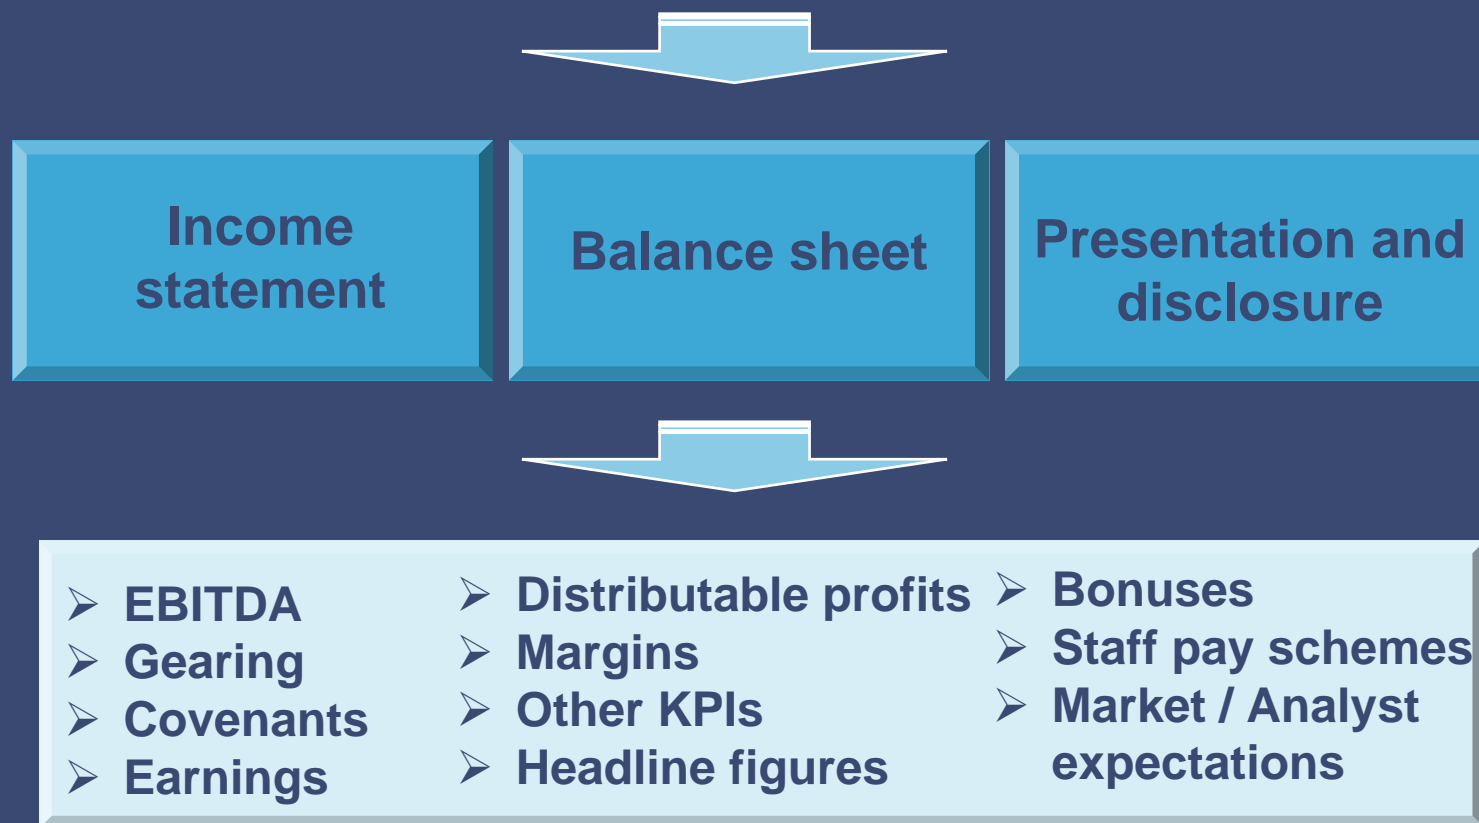 Income
statement
Balance sheet
Presentation and
disclosure
➢ EBITDA
➢ Gearing
➢ Covenants
➢ Earnings
➢ Distributable profits
➢ Margins
➢ Other KPIs
➢ Headline figures
➢ Bonuses
➢ Staff pay schemes
➢ Market / Analyst
expectations